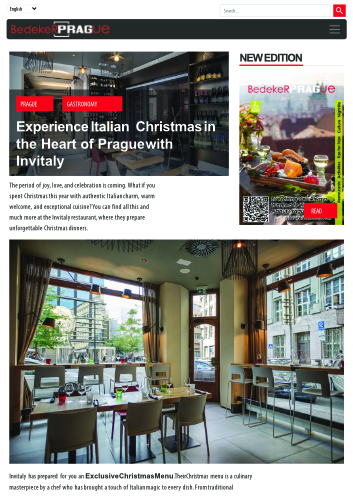 English
Search...
BedekeR PRAGUE
PRAGUE
GASTRONOMY
Experience Italian Christmas in
the Heart of Prague with
Invitaly
The period of joy, love, and celebration is coming. What if you
spent Christmas this year with authentic Italian charm, warm
welcome, and exceptional cuisine? You can find all this and
much more at the Invitaly restaurant, where they prepare
unforgettable Christmas dinners.
NEW EDITION
BedekeR PRAGUE
READ
Invitaly has prepared for you an Exclusive Christmas Menu. Their Christmas menu is a culinary
masterpiece by a chef who has brought a touch of Italian magic to every dish. From traditional